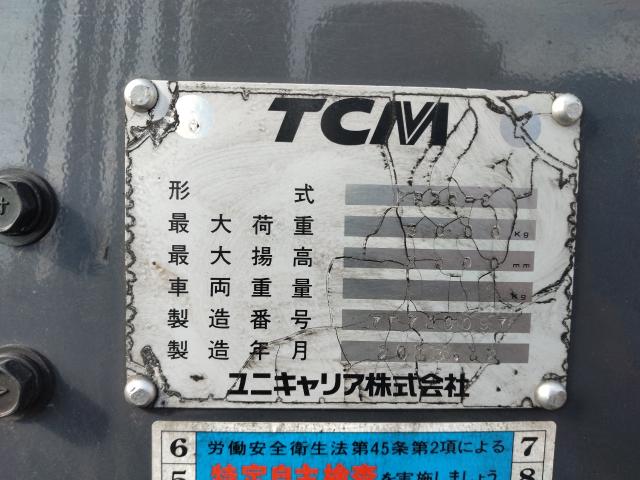 TCM
形式
最大荷重 Kg
最大揚高 mm
車両重量 kg
製造番号
製造年月
ユニキャリア株式会社
6 労働安全衛生法第45条第2項による 7
5 特定自主検査を実施しましょう 8